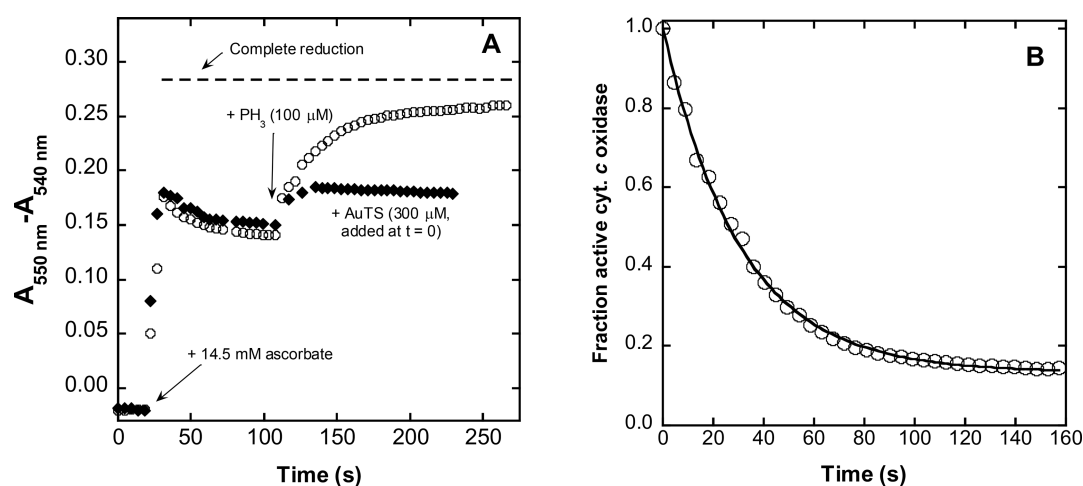 A
Complete reduction
+ PH3 (100 μM)
+ AuTS (300 μM,
added at t = 0)
+ 14.5 mM ascorbate
A550 nm -A540 nm
0.30
0.25
0.20
0.15
0.10
0.05
0.00
0 50 100 150 200 250
Time (s)
B
Fraction active cyt. c oxidase
1.0
0.8
0.6
0.4
0.2
0.0
0 20 40 60 80 100 120 140 160
Time (s)